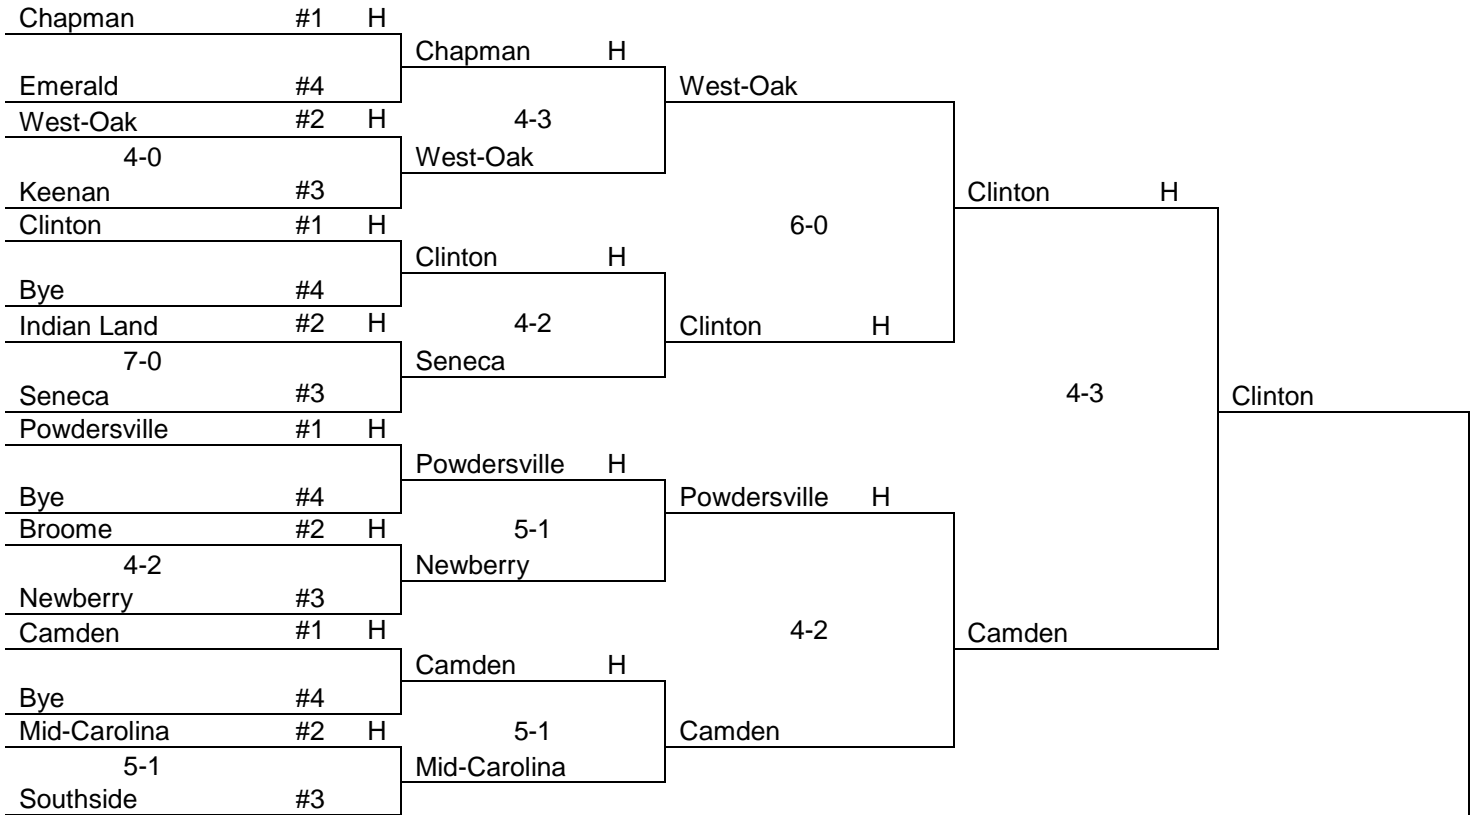 Chapman #1 H
Chapman H
Emerald #4 West-Oak
West-Oak #2 H 4-3
4-0 West-Oak
Keenan #3 Clinton H
Clinton #1 H 6-0
Clinton H
Bye #4
Indian Land #2 H 4-2 Clinton H
7-0 Seneca
Seneca #3 4-3 Clinton
Powdersville #1 H
Powdersville H
Bye #4 Powdersville H
Broome #2 H 5-1
4-2 Newberry
Newberry #3
Camden #1 H 4-2 Camden
Camden H
Bye #4
Mid-Carolina #2 H 5-1 Camden
5-1 Mid-Carolina
Southside #3